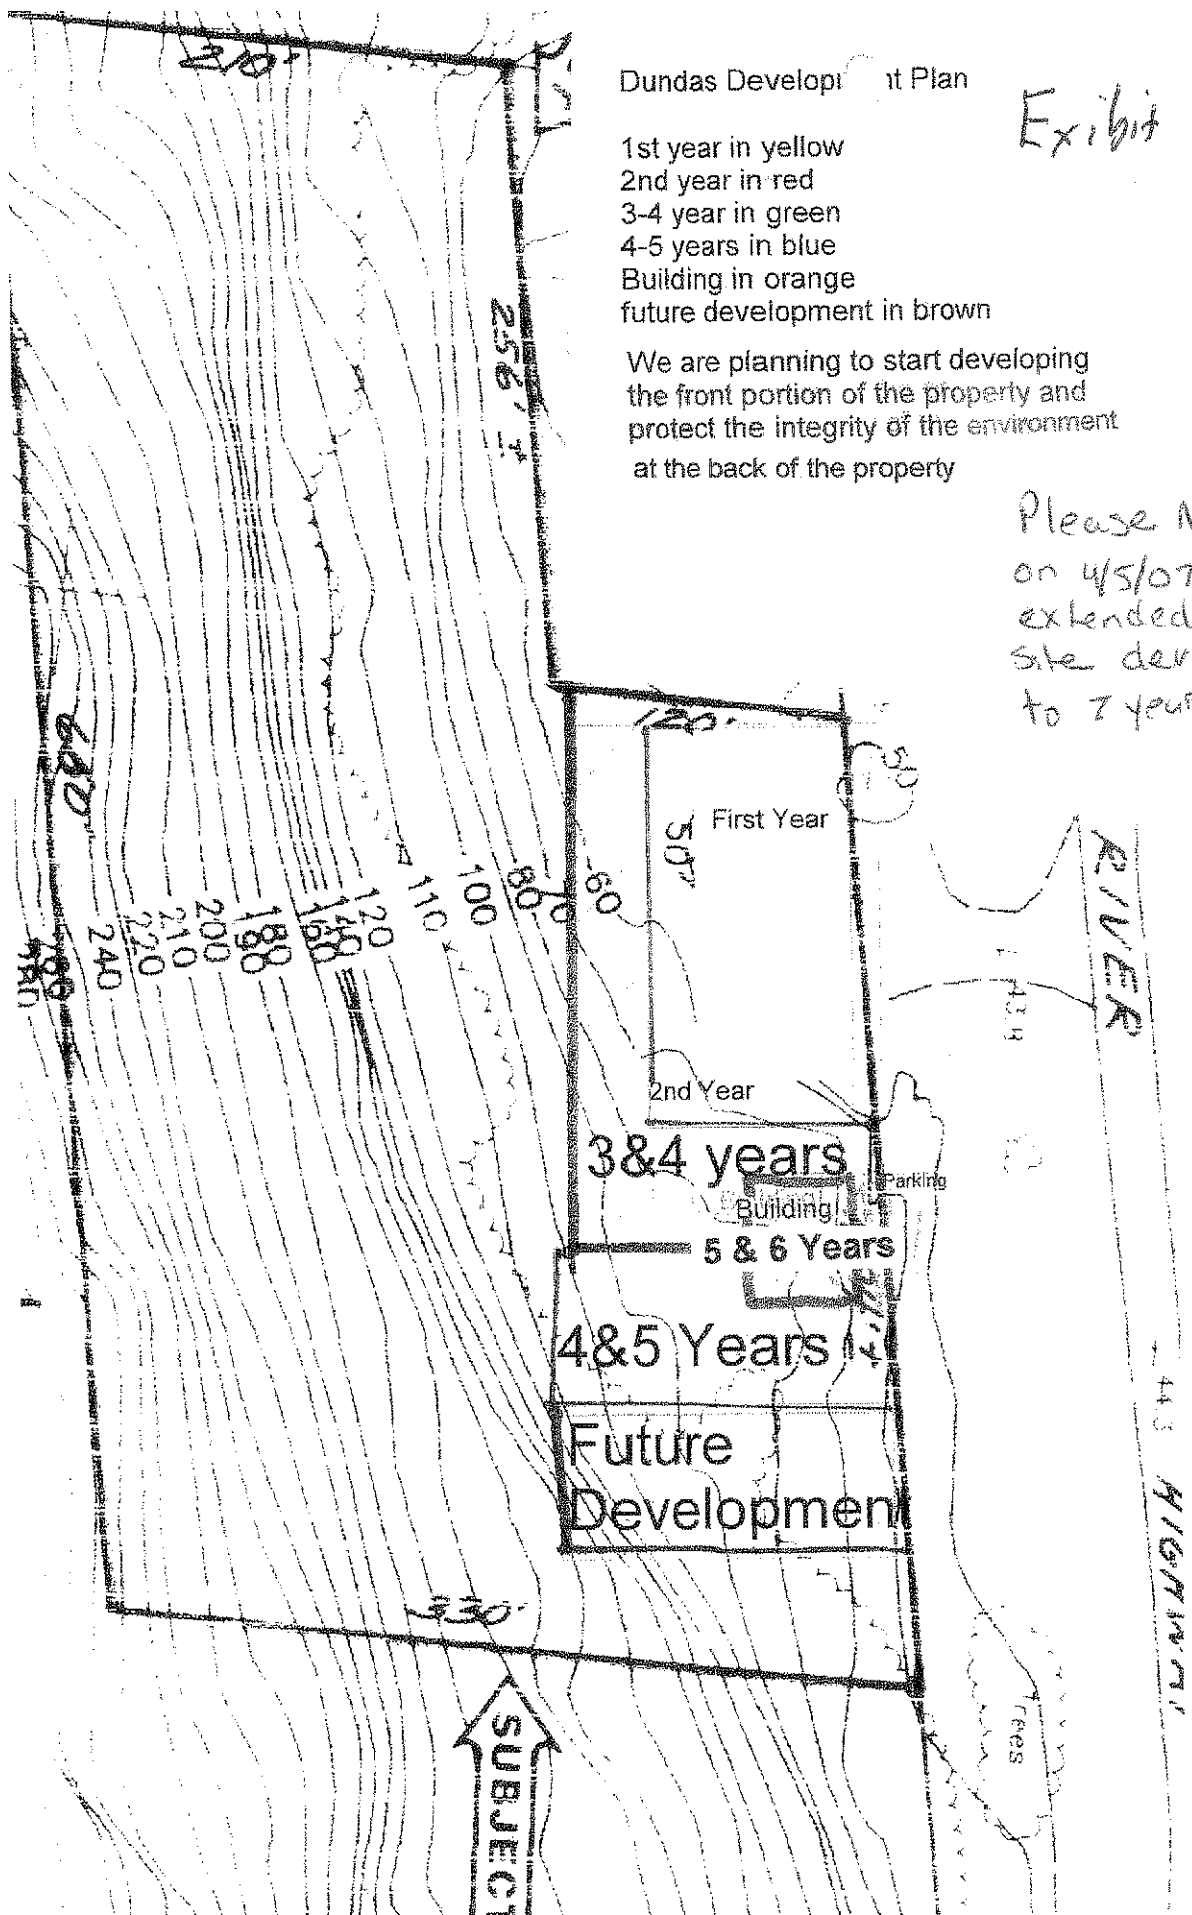 210'
Dundas Develop nt Plan
Exibit
1st year in yellow
2nd year in red
3-4 year in green
4-5 years in blue
Building in orange
future development in brown
We are planning to start developing
the front portion of the property and
protect the integrity of the environment
at the back of the property
256'
Please N
on 4/5/07
extended
site dev
to 7 year
120'
50
First Year
50'
RIVER
600'
60
70
80
100
110
120
140
160
180
190
200
210
220
240
2nd Year
3&4 years
Parking
Building
5 & 6 Years
4&5 Years
443
HIGHWAY
Future
Development
330'
Trees
SUBJECT